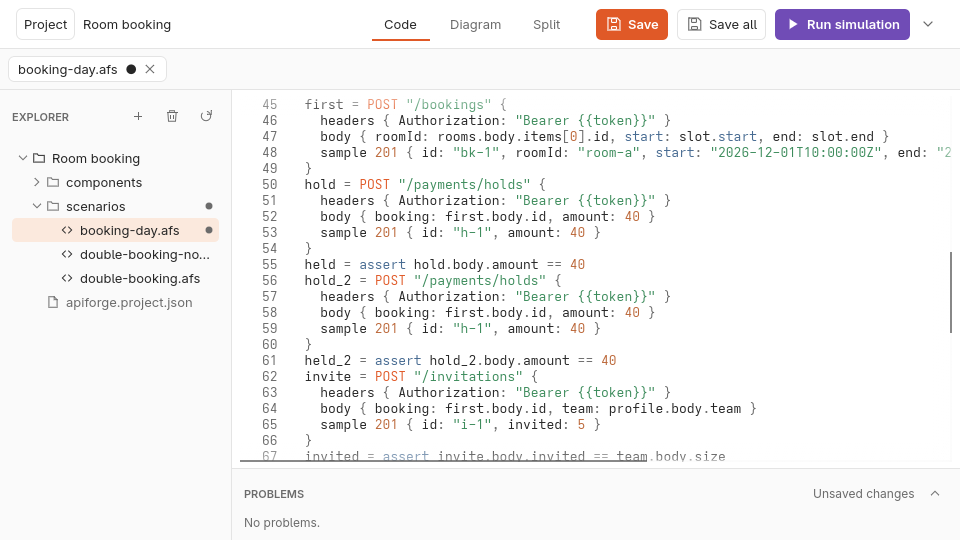 Project Room booking Code Diagram Split Save Save all Run simulation
booking-day.afs
EXPLORER
Room booking
components
scenarios
booking-day.afs
double-booking-no...
double-booking.afs
apiforge.project.json
45 first = POST "/bookings" {
46 headers { Authorization: "Bearer {{token}}" }
47 body { roomId: rooms.body.items[0].id, start: slot.start, end: slot.end }
48 sample 201 { id: "bk-1", roomId: "room-a", start: "2026-12-01T10:00:00Z", end: "2
49 }
50 hold = POST "/payments/holds" {
51 headers { Authorization: "Bearer {{token}}" }
52 body { booking: first.body.id, amount: 40 }
53 sample 201 { id: "h-1", amount: 40 }
54 }
55 held = assert hold.body.amount == 40
56 hold_2 = POST "/payments/holds" {
57 headers { Authorization: "Bearer {{token}}" }
58 body { booking: first.body.id, amount: 40 }
59 sample 201 { id: "h-1", amount: 40 }
60 }
61 held_2 = assert hold_2.body.amount == 40
62 invite = POST "/invitations" {
63 headers { Authorization: "Bearer {{token}}" }
64 body { booking: first.body.id, team: profile.body.team }
65 sample 201 { id: "i-1", invited: 5 }
66 }
67 invited = assert invite.body.invited == team.body.size
PROBLEMS Unsaved changes
No problems.